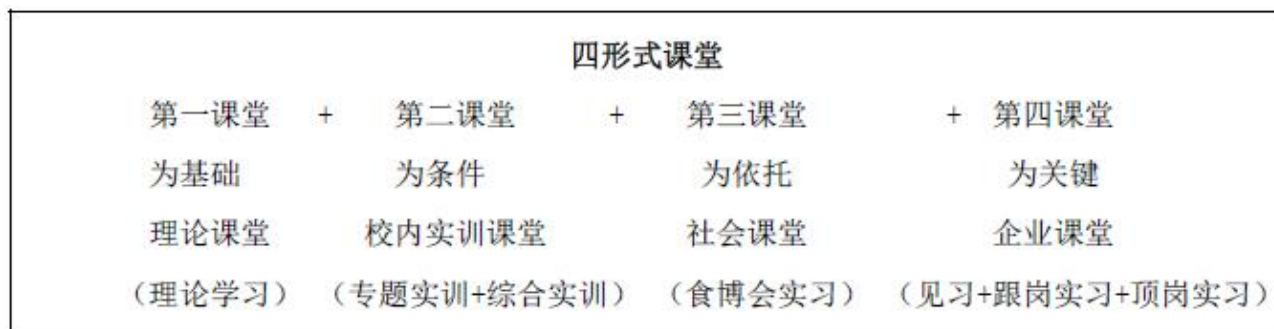 四形式课堂
第一课堂 + 第二课堂 + 第三课堂 + 第四课堂
为基础 为条件 为依托 为关键
理论课堂 校内实训课堂 社会课堂 企业课堂
（理论学习）（专题实训+综合实训）（食博会实习）（见习+跟岗实习+顶岗实习）